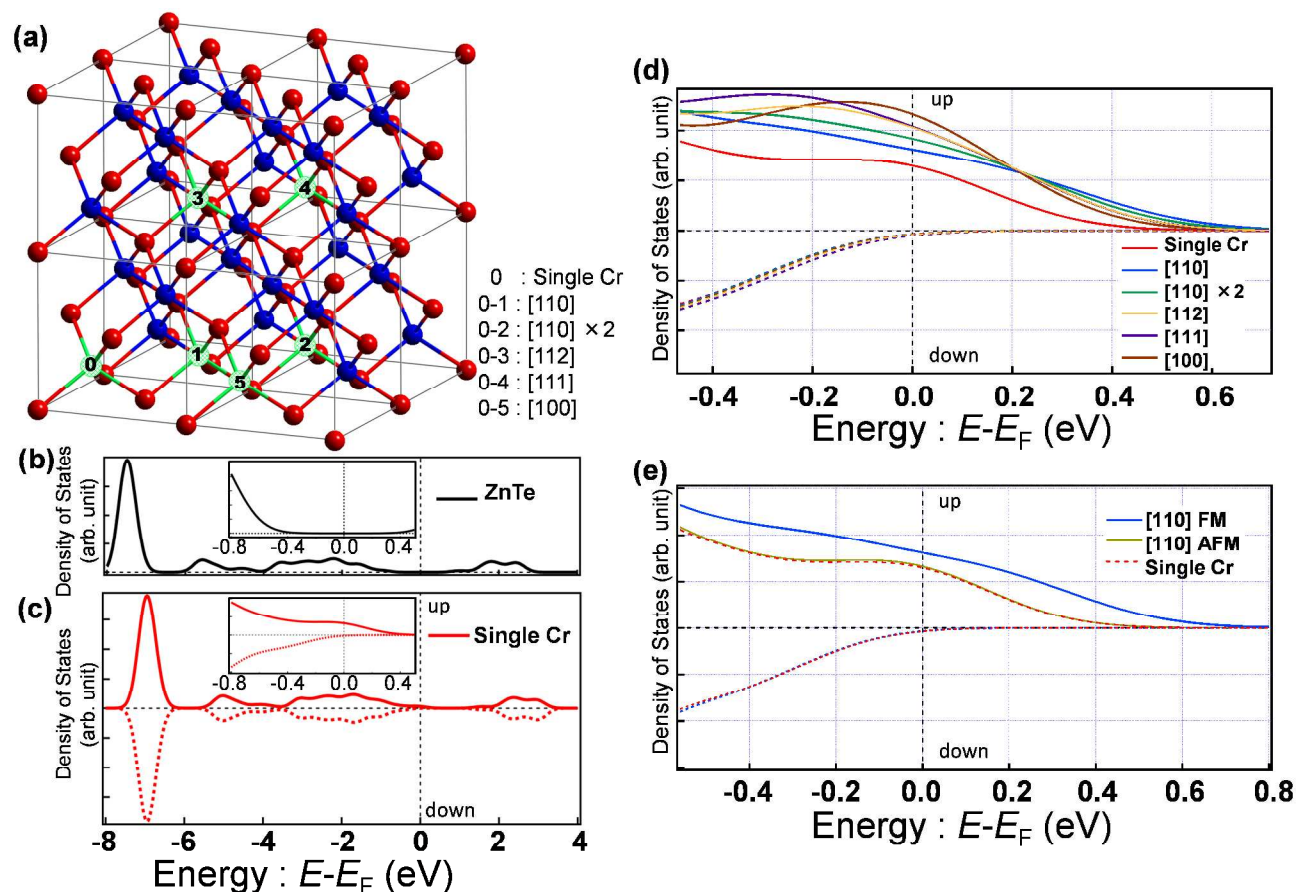 (a)
3
4
0
1
2
5
0 : Single Cr
0-1 : [110]
0-2 : [110] ×2
0-3 : [112]
0-4 : [111]
0-5 : [100]
(b)
Density of States
(arb. unit)
ZnTe
-0.8 -0.4 0.0 0.4
(c)
Density of States
(arb. unit)
up
Single Cr
-0.8 -0.4 0.0 0.4
down
-8 -6 -4 -2 0 2 4
Energy : E-EF (eV)
(d)
Density of States (arb. unit)
up
down
Single Cr
[110]
[110] ×2
[112]
[111]
[100]
-0.4 -0.2 0.0 0.2 0.4 0.6
Energy : E-EF (eV)
(e)
Density of States (arb. unit)
up
[110] FM
[110] AFM
Single Cr
down
-0.4 -0.2 0.0 0.2 0.4 0.6 0.8
Energy : E-EF (eV)